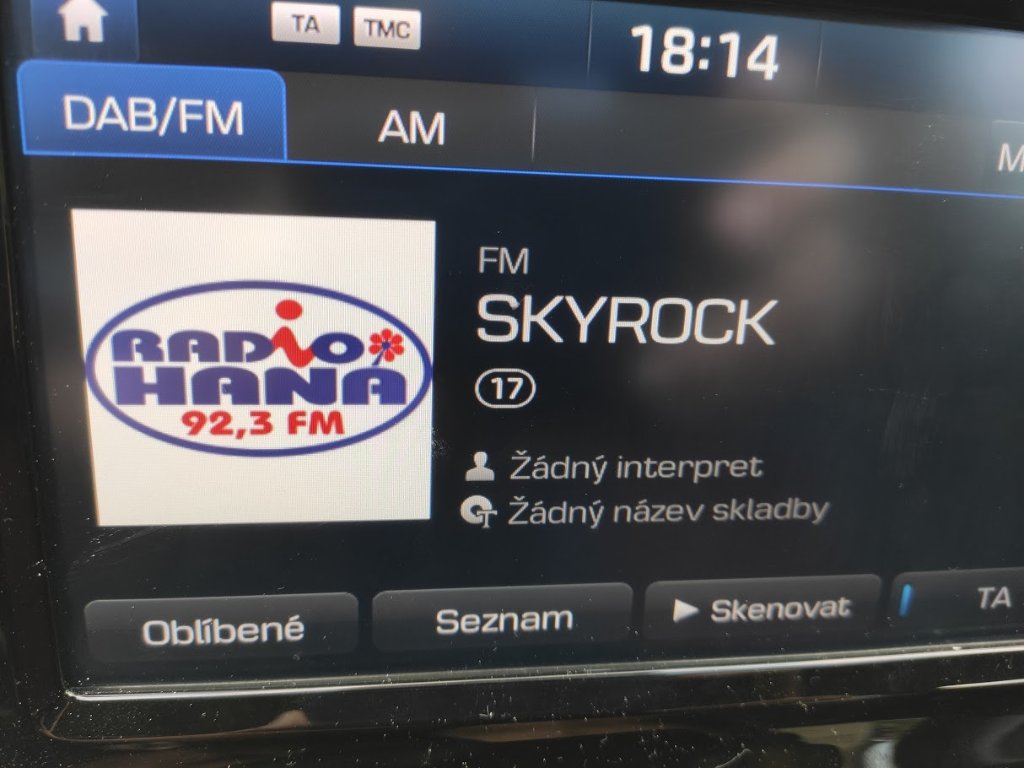 TA TMC 18:14
DAB/FM AM M
RADIO
HANA
92,3 FM
FM
SKYROCK
17
Žádný interpret
Žádný název skladby
Oblíbené Seznam Skenovat TA